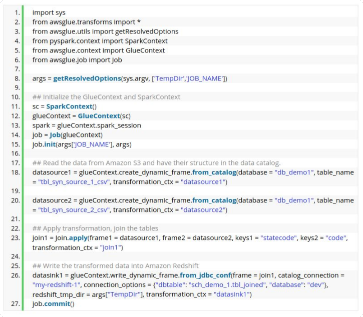 1. import sys
2. from awsglue.transforms import *
3. from awsglue.utils import getResolvedOptions
4. from pyspark.context import SparkContext
5. from awsglue.context import GlueContext
6. from awsglue.job import Job
7.
8. args = getResolvedOptions(sys.argv, ['TempDir','JOB_NAME'])
9.
10. ## Initialize the GlueContext and SparkContext
11. sc = SparkContext()
12. glueContext = GlueContext(sc)
13. spark = glueContext.spark_session
14. job = Job(glueContext)
15. job.init(args['JOB_NAME'], args)
16.
17. ## Read the data from Amazon S3 and have their structure in the data catalog.
18. datasource1 = glueContext.create_dynamic_frame.from_catalog(database = "db_demo1", table_name
= "tbl_syn_source_1_csv", transformation_ctx = "datasource1")
19.
20. datasource2 = glueContext.create_dynamic_frame.from_catalog(database = "db_demo1", table_name
= "tbl_syn_source_2_csv", transformation_ctx = "datasource2")
21.
22. ## Apply transformation, join the tables
23. join1 = Join.apply(frame1 = datasource1, frame2 = datasource2, keys1 = "statecode", keys2 = "code",
transformation_ctx = "join1")
24.
25. ## Write the transformed data into Amazon Redshift
26. datasink1 = glueContext.write_dynamic_frame.from_jdbc_conf(frame = join1, catalog_connection =
"my-redshift-1", connection_options = {"dbtable": "sch_demo_1.tbl_joined", "database": "dev"},
redshift_tmp_dir = args["TempDir"], transformation_ctx = "datasink1")
27. job.commit()